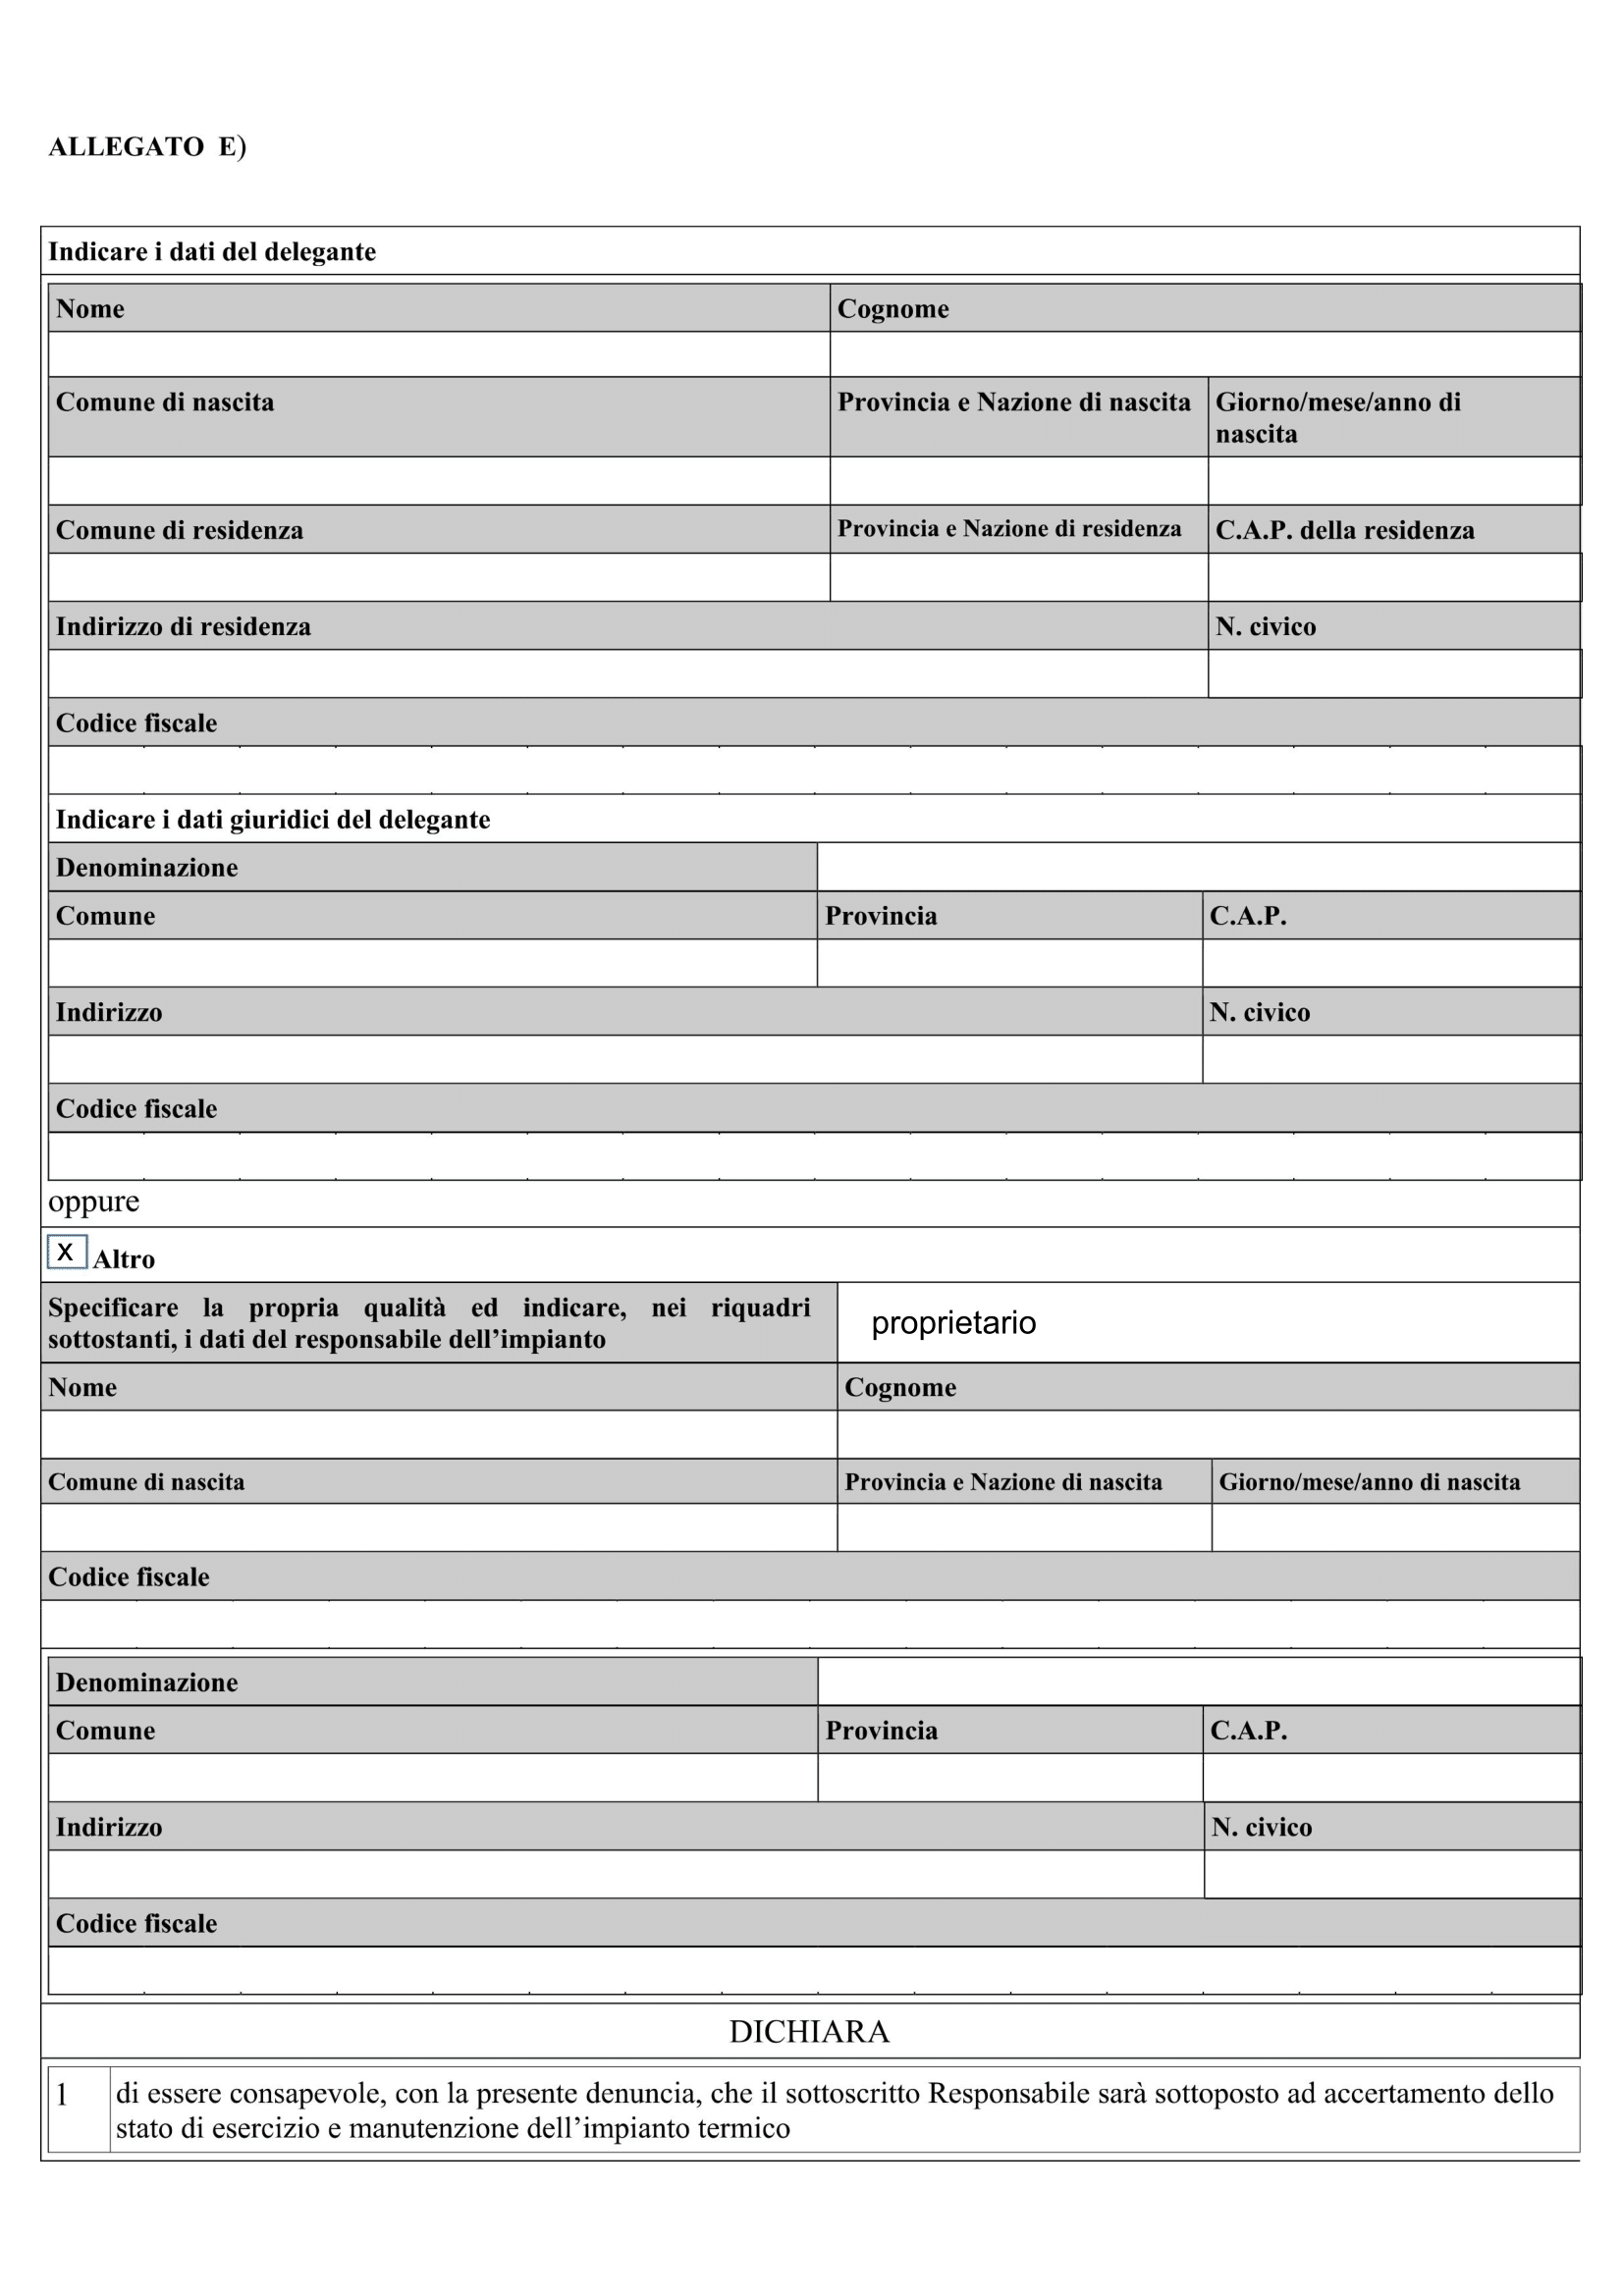 ALLEGATO E)
Indicare i dati del delegante
Nome Cognome
Comune di nascita Provincia e Nazione di nascita Giorno/mese/anno di
nascita
Comune di residenza Provincia e Nazione di residenza C.A.P. della residenza
Indirizzo di residenza N. civico
Codice fiscale
Indicare i dati giuridici del delegante
Denominazione
Comune Provincia C.A.P.
Indirizzo N. civico
Codice fiscale
oppure
x Altro
Specificare la propria qualità ed indicare, nei riquadri
sottostanti, i dati del responsabile dell’impianto
proprietario
Nome Cognome
Comune di nascita Provincia e Nazione di nascita Giorno/mese/anno di nascita
Codice fiscale
Denominazione
Comune Provincia C.A.P.
Indirizzo N. civico
Codice fiscale
DICHIARA
1 di essere consapevole, con la presente denuncia, che il sottoscritto Responsabile sarà sottoposto ad accertamento dello
stato di esercizio e manutenzione dell’impianto termico